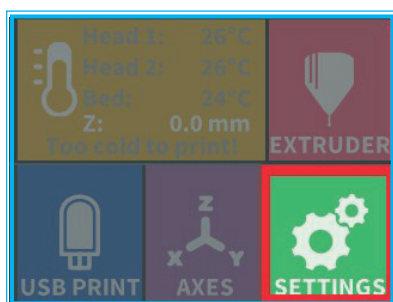 Head 1: 26°C
Head 2: 26°C
Bed: 24°C
Z: 0.0 mm
Too cold to print!
EXTRUDER
USB PRINT
Z
X Y
AXES
SETTINGS